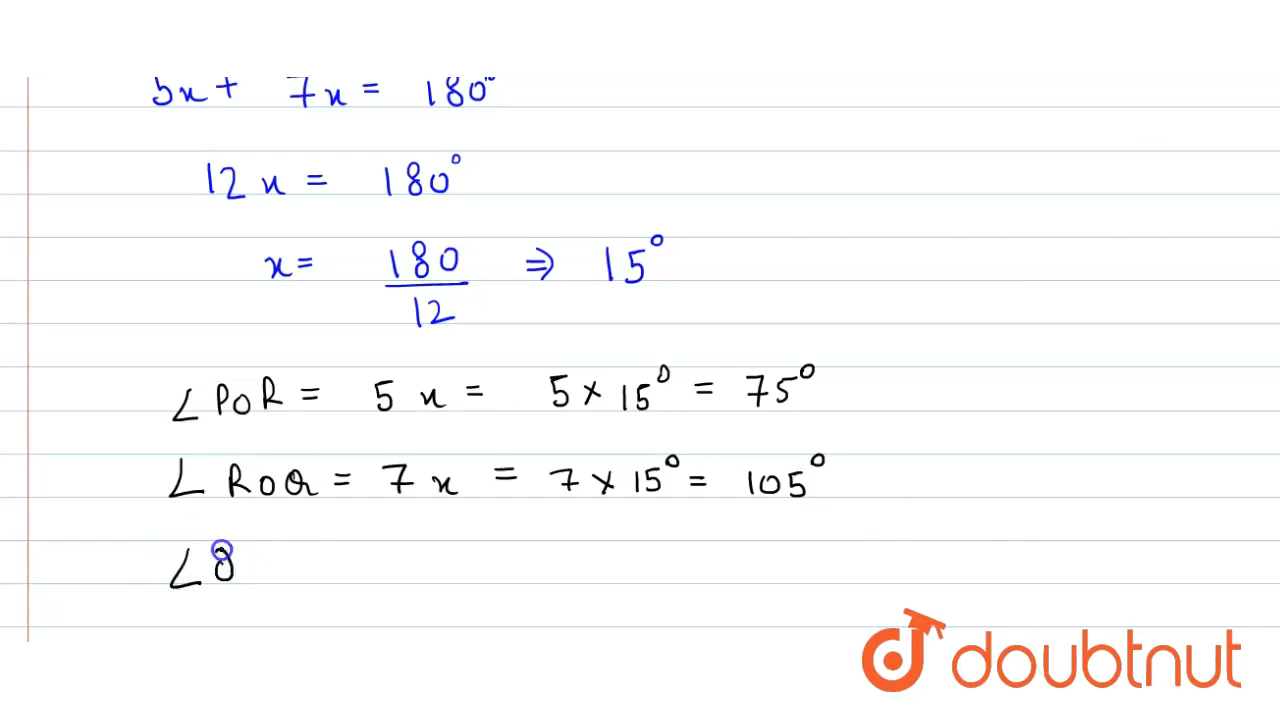 5x + 7x = 180°
12x = 180°
x = 180/12 ⇒ 15°
∠POR = 5x = 5 × 15° = 75°
∠ROQ = 7x = 7 × 15° = 105°
∠
doubtnut